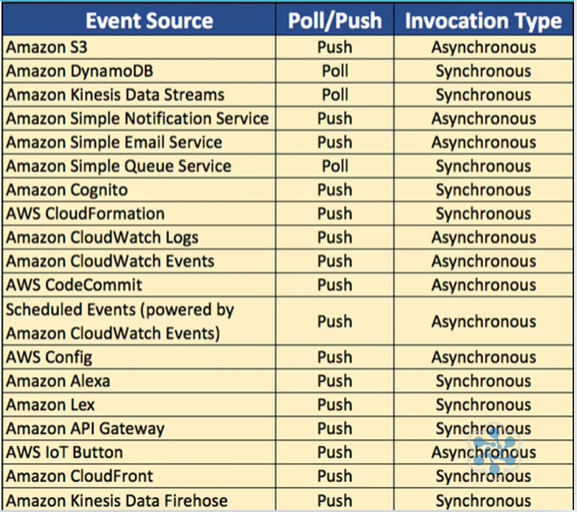 Event Source Poll/Push Invocation Type
Amazon S3 Push Asynchronous
Amazon DynamoDB Poll Synchronous
Amazon Kinesis Data Streams Poll Synchronous
Amazon Simple Notification Service Push Asynchronous
Amazon Simple Email Service Push Asynchronous
Amazon Simple Queue Service Poll Synchronous
Amazon Cognito Push Synchronous
AWS CloudFormation Push Synchronous
Amazon CloudWatch Logs Push Asynchronous
Amazon CloudWatch Events Push Asynchronous
AWS CodeCommit Push Asynchronous
Scheduled Events (powered by
Amazon CloudWatch Events) Push Asynchronous
AWS Config Push Asynchronous
Amazon Alexa Push Synchronous
Amazon Lex Push Synchronous
Amazon API Gateway Push Synchronous
AWS IoT Button Push Asynchronous
Amazon CloudFront Push Synchronous
Amazon Kinesis Data Firehose Push Synchronous